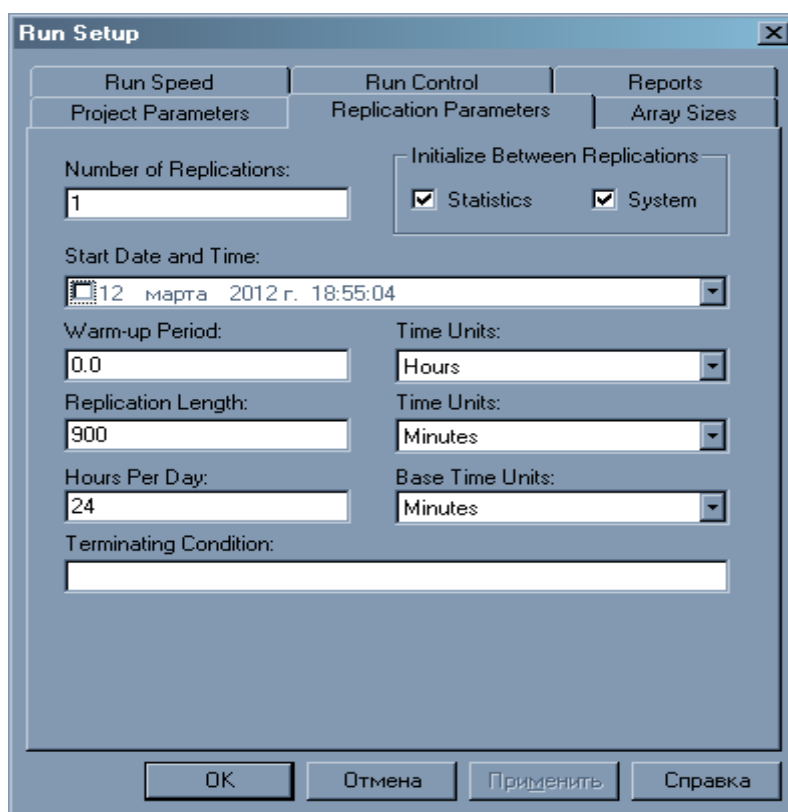 Run Setup
Run Speed Run Control Reports
Project Parameters Replication Parameters Array Sizes
Number of Replications:
Initialize Between Replications
1
Statistics System
Start Date and Time:
12 марта 2012 г. 18:55:04
Warm-up Period: Time Units:
0.0 Hours
Replication Length: Time Units:
900 Minutes
Hours Per Day: Base Time Units:
24 Minutes
Terminating Condition:
OK Отмена Применить Справка